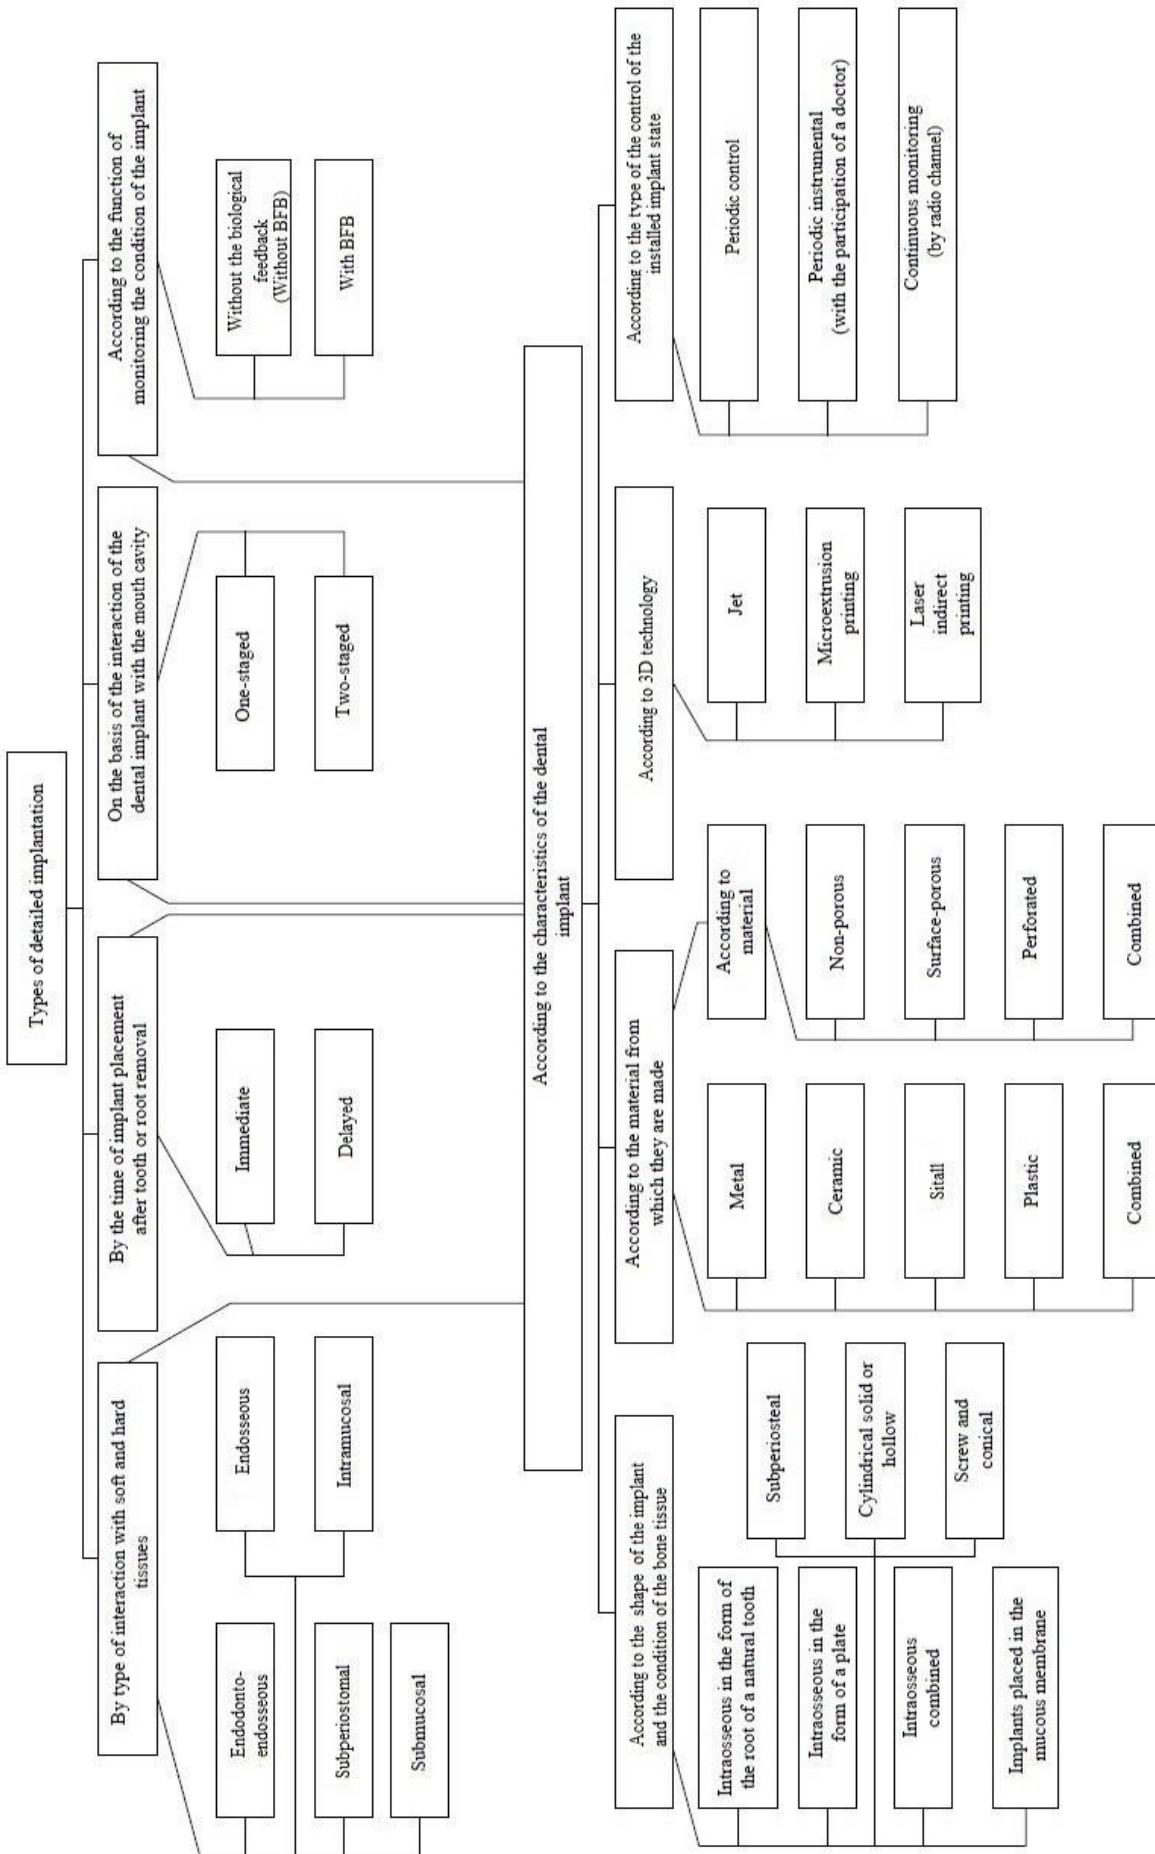 Types of detailed implantation
By type of interaction with soft and hard
tissues
Endodonto-
endosseous
Subperiostomal
Submucosal
Endosseous
Intramucosal
By the time of implant placement
after tooth or root removal
Immediate
Delayed
On the basis of the interaction of the
dental implant with the mouth cavity
One-staged
Two-staged
According to the function of
monitoring the condition of the implant
Without the biological
feedback
(Without BFB)
With BFB
According to the characteristics of the dental
implant
According to the shape of the implant
and the condition of the bone tissue
Intraosseous in the form of
the root of a natural tooth
Intraosseous in the
form of a plate
Intraosseous
combined
Implants placed in the
mucous membrane
Subperiosteal
Cylindrical solid or
hollow
Screw and
conical
According to the material from
which they are made
Metal
Ceramic
Sitall
Plastic
Combined
According to
material
Non-porous
Surface-porous
Perforated
Combined
According to 3D technology
Jet
Microextrusion
printing
Laser
indirect
printing
According to the type of the control of the
installed implant state
Periodic control
Periodic instrumental
(with the participation of a doctor)
Continuous monitoring
(by radio channel)